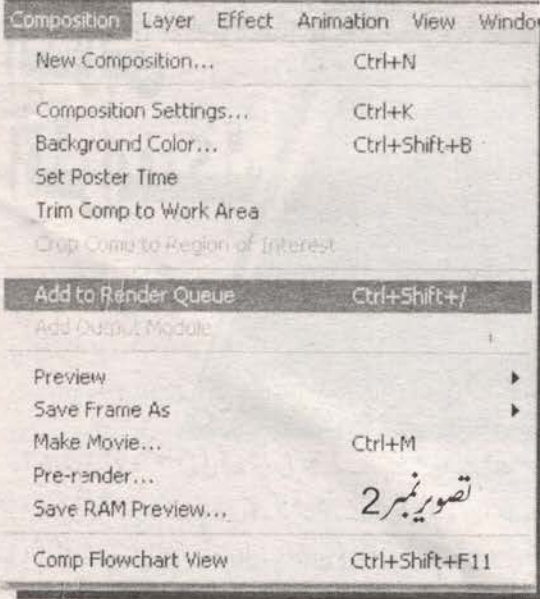 Composition Layer Effect Animation View Window
New Composition... Ctrl+N
Composition Settings... Ctrl+K
Background Color... Ctrl+Shift+B
Set Poster Time
Trim Comp to Work Area
Crop Comp to Region of Interest
Add to Render Queue Ctrl+Shift+/
Add Output Module
Preview
Save Frame As
Make Movie... Ctrl+M
Pre-render...
Save RAM Preview...
تصویر نمبر 2
Comp Flowchart View Ctrl+Shift+F11